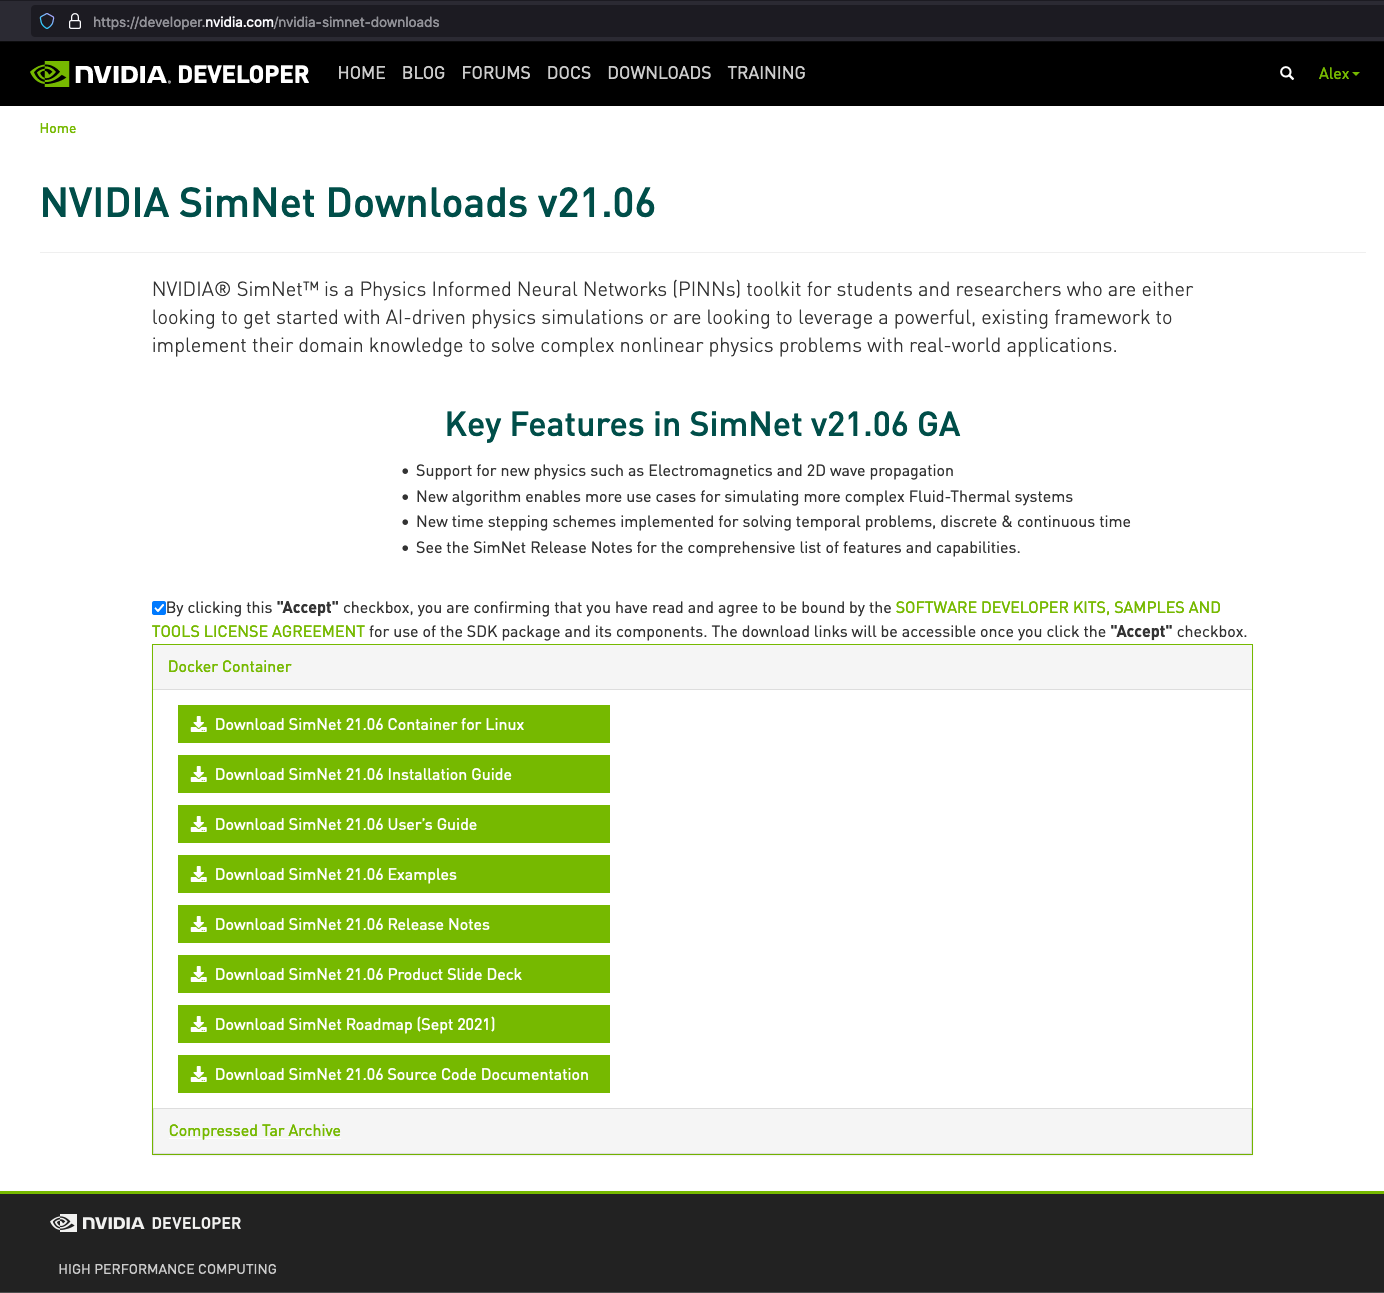 https://developer.nvidia.com/nvidia-simnet-downloads
NVIDIA. DEVELOPER HOME BLOG FORUMS DOCS DOWNLOADS TRAINING Alex
Home
NVIDIA SimNet Downloads v21.06
NVIDIA® SimNet™ is a Physics Informed Neural Networks (PINNs) toolkit for students and researchers who are either
looking to get started with AI-driven physics simulations or are looking to leverage a powerful, existing framework to
implement their domain knowledge to solve complex nonlinear physics problems with real-world applications.
Key Features in SimNet v21.06 GA
• Support for new physics such as Electromagnetics and 2D wave propagation
• New algorithm enables more use cases for simulating more complex Fluid-Thermal systems
• New time stepping schemes implemented for solving temporal problems, discrete & continuous time
• See the SimNet Release Notes for the comprehensive list of features and capabilities.
By clicking this "Accept" checkbox, you are confirming that you have read and agree to be bound by the SOFTWARE DEVELOPER KITS, SAMPLES AND
TOOLS LICENSE AGREEMENT for use of the SDK package and its components. The download links will be accessible once you click the "Accept" checkbox.
Docker Container
Download SimNet 21.06 Container for Linux
Download SimNet 21.06 Installation Guide
Download SimNet 21.06 User's Guide
Download SimNet 21.06 Examples
Download SimNet 21.06 Release Notes
Download SimNet 21.06 Product Slide Deck
Download SimNet Roadmap (Sept 2021)
Download SimNet 21.06 Source Code Documentation
Compressed Tar Archive
NVIDIA DEVELOPER
HIGH PERFORMANCE COMPUTING